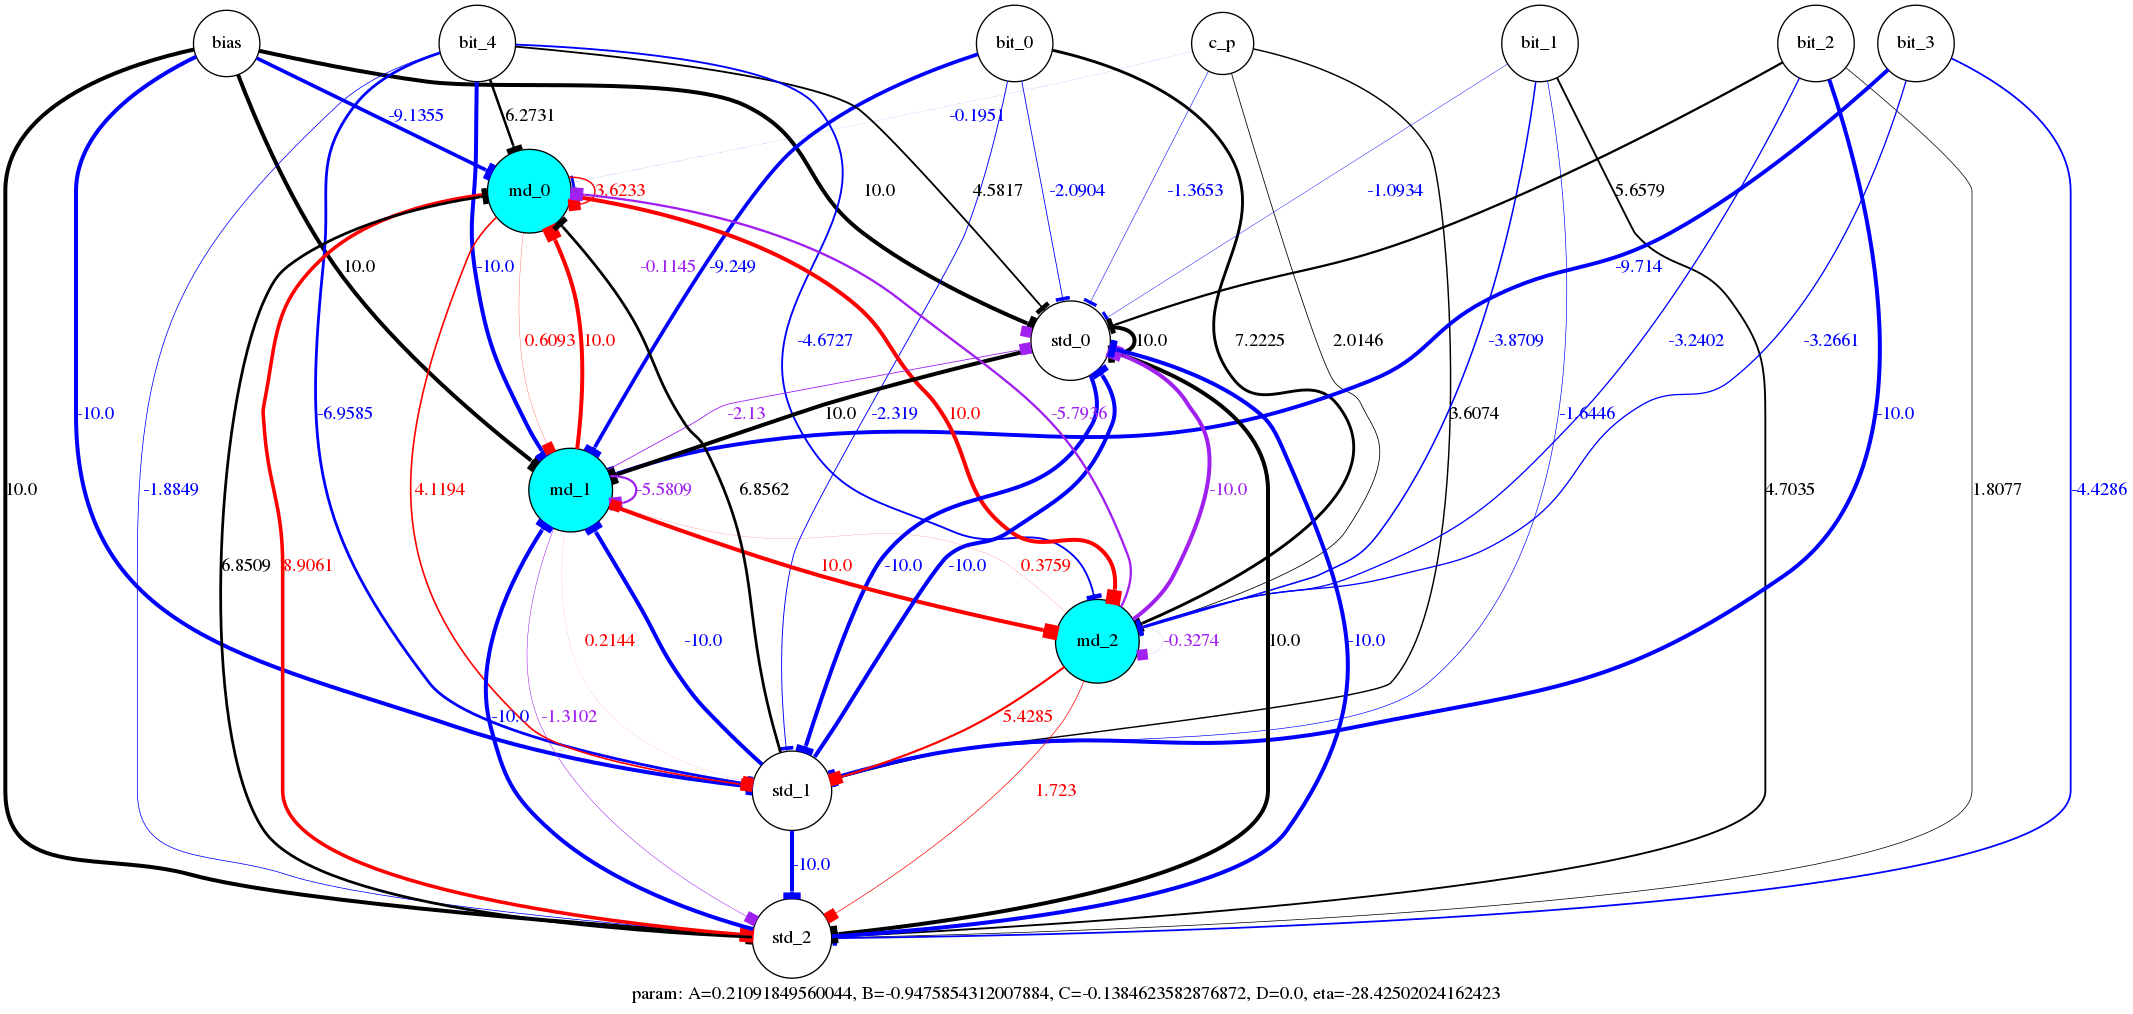 bias bit_4 bit_0 c_p bit_1 bit_2 bit_3
-9.1355 6.2731 -0.1951
md_0 3.6233 10.0 4.5817 -2.0904 -1.3653 -1.0934 5.6579
10.0 -10.0 -0.1145 -9.249 -9.714
0.6093 10.0 -4.6727 std_0 10.0 7.2225 2.0146 -3.8709 -3.2402 -3.2661
-10.0 -6.9585 -2.13 10.0 -2.319 10.0 -5.7936 3.6074 -1.6446 -10.0
10.0 -1.8849 4.1194 md_1 -5.5809 6.8562 -10.0 4.7035 1.8077 -4.4286
6.8509 8.9061 10.0 -10.0 -10.0 0.3759
0.2144 -10.0 md_2 -0.3274 10.0 -10.0
-10.0 -1.3102 5.4285
std_1 1.723
-10.0
std_2
param: A=0.21091849560044, B=-0.9475854312007884, C=-0.1384623582876872, D=0.0, eta=-28.42502024162423